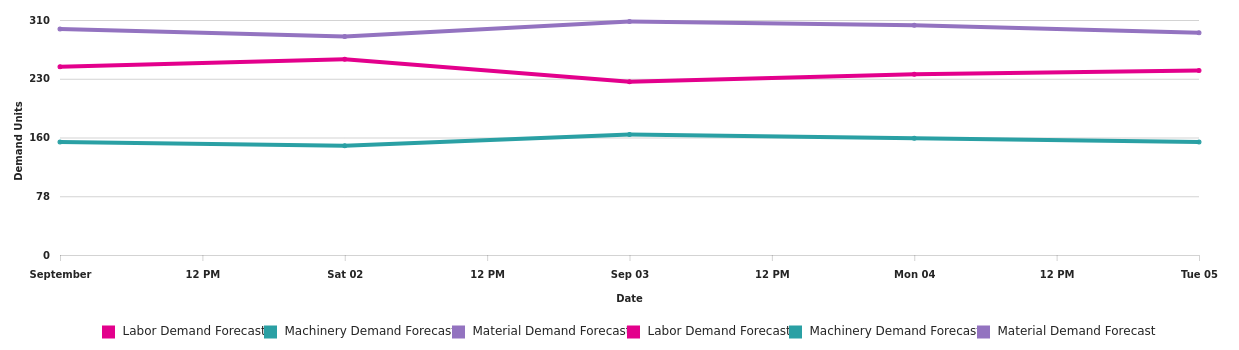 310
230
160
78
0
Demand Units
September 12 PM Sat 02 12 PM Sep 03 12 PM Mon 04 12 PM Tue 05
Date
Labor Demand Forecast Machinery Demand Forecas Material Demand Forecast Labor Demand Forecast Machinery Demand Forecas Material Demand Forecast